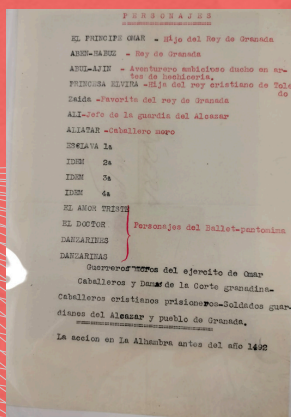 PERSONAJES
EL PRINCIPE OMAR - Hijo del Rey de Granada
ABEN-HABUZ - Rey de Granada
ABUL-AJIN - Aventurero ambicioso ducho en ar-
tes de hechiceria.
PRINCESA ELVIRA -Hija del rey cristiano de Tole
do
Zaida -Favorita del rey de Granada
ALI-Jefe de la guardia del Alcazar
ALIATAR -Caballero moro
ESCLAVA 1a
IDEM 2a
IDEM 3a
IDEM 4a
EL AMOR TRISTE
EL DOCTOR
Personajes del Ballet-pantomima
DANZARINES
DANZARINAS
Guerreros moros del ejercito de Omar
Caballeros y Damas de la Corte granadina-
Caballeros cristianos prisioneros-Soldados guar-
dianes del Alcazar y pueblo de Granada.
La accion en La Alhambra antes del año 1492